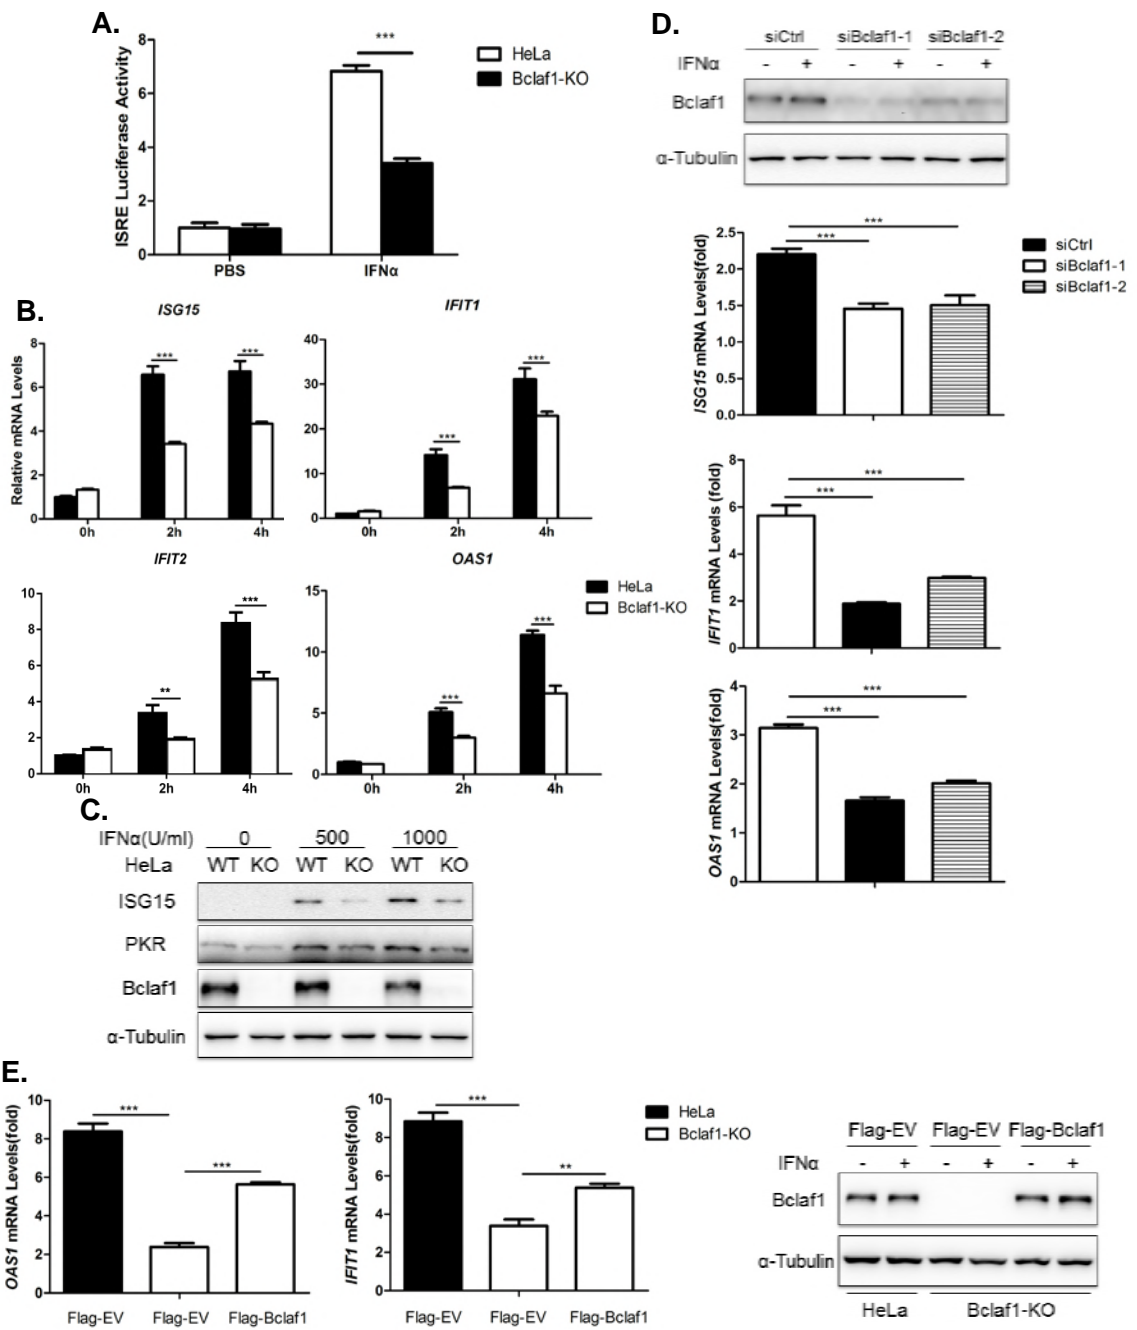 A.
ISRE Luciferase Activity
8
6
4
2
0
***
PBS
IFNα
HeLa
Bclaf1-KO
B.
ISG15
Relative mRNA Levels
8
6
4
2
0
***
***
0h
2h
4h
IFIT1
40
30
20
10
0
***
***
0h
2h
4h
IFIT2
10
8
6
4
2
0
**
***
0h
2h
4h
OAS1
15
10
5
0
***
***
0h
2h
4h
HeLa
Bclaf1-KO
C.
IFNα(U/ml) 0 500 1000
HeLa WT KO WT KO WT KO
ISG15
PKR
Bclaf1
α-Tubulin
D.
siCtrl siBclaf1-1 siBclaf1-2
IFNα - + - + - +
Bclaf1
α-Tubulin
ISG15 mRNA Levels(fold)
2.5
2.0
1.5
1.0
0.5
0.0
***
***
siCtrl
siBclaf1-1
siBclaf1-2
IFIT1 mRNA Levels (fold)
8
6
4
2
0
***
***
OAS1 mRNA Levels(fold)
4
3
2
1
0
***
***
E.
OAS1 mRNA Levels(fold)
10
8
6
4
2
0
***
***
Flag-EV Flag-EV Flag-Bclaf1
IFIT1 mRNA Levels(fold)
10
8
6
4
2
0
***
**
Flag-EV Flag-EV Flag-Bclaf1
HeLa
Bclaf1-KO
Flag-EV Flag-EV Flag-Bclaf1
IFNα - + - + - +
Bclaf1
α-Tubulin
HeLa Bclaf1-KO